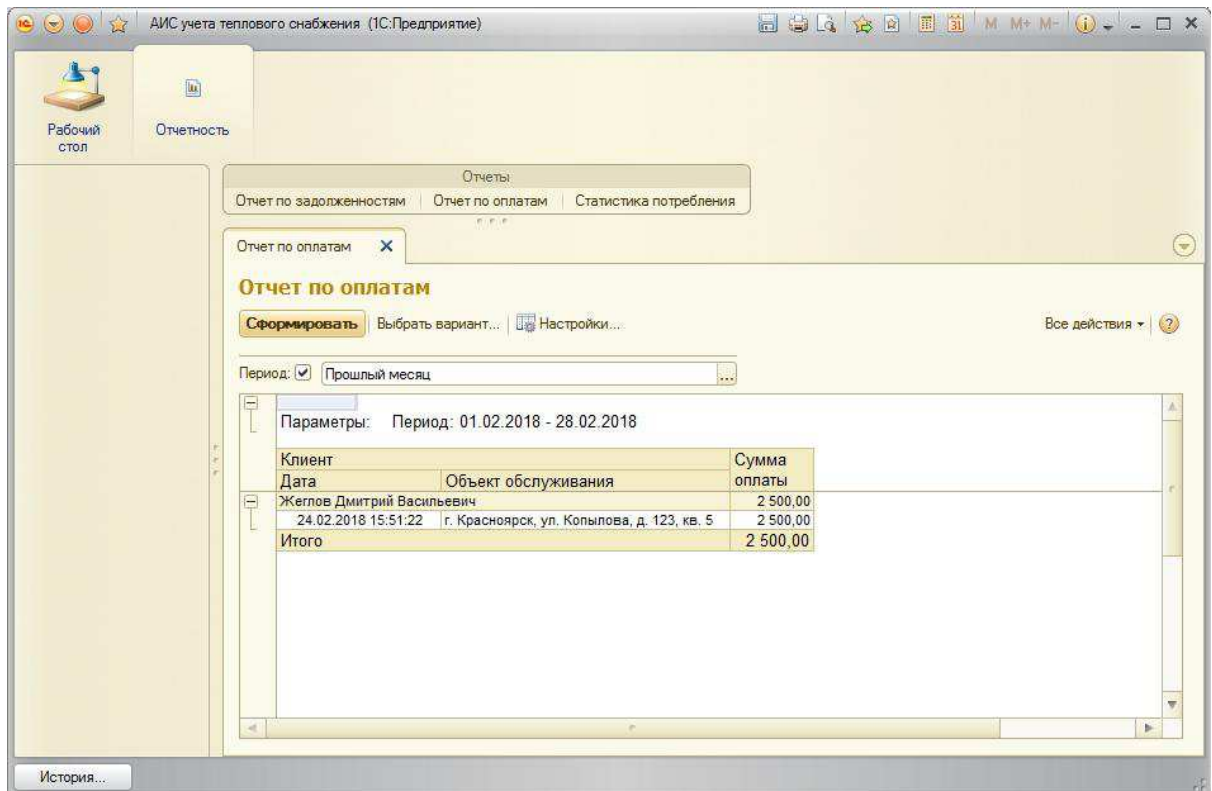 АИС учета теплового снабжения (1С:Предприятие)
M M+ M-
31
Рабочий стол
Отчетность
Отчеты
Отчет по задолженностям Отчет по оплатам Статистика потребления
Отчет по оплатам
Отчет по оплатам
Сформировать Выбрать вариант... Настройки... Все действия
Период: Прошлый месяц ...
Параметры: Период: 01.02.2018 - 28.02.2018
Клиент Сумма оплаты
Дата Объект обслуживания
Жеглов Дмитрий Васильевич 2 500,00
24.02.2018 15:51:22 г. Красноярск, ул. Копылова, д. 123, кв. 5 2 500,00
Итого 2 500,00
История...